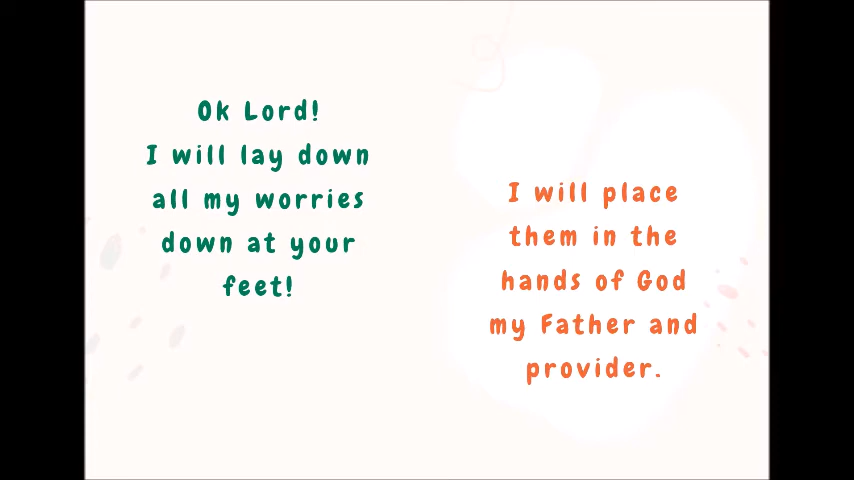 Ok Lord!
I will lay down
all my worries
down at your
feet!
I will place
them in the
hands of God
my Father and
provider.